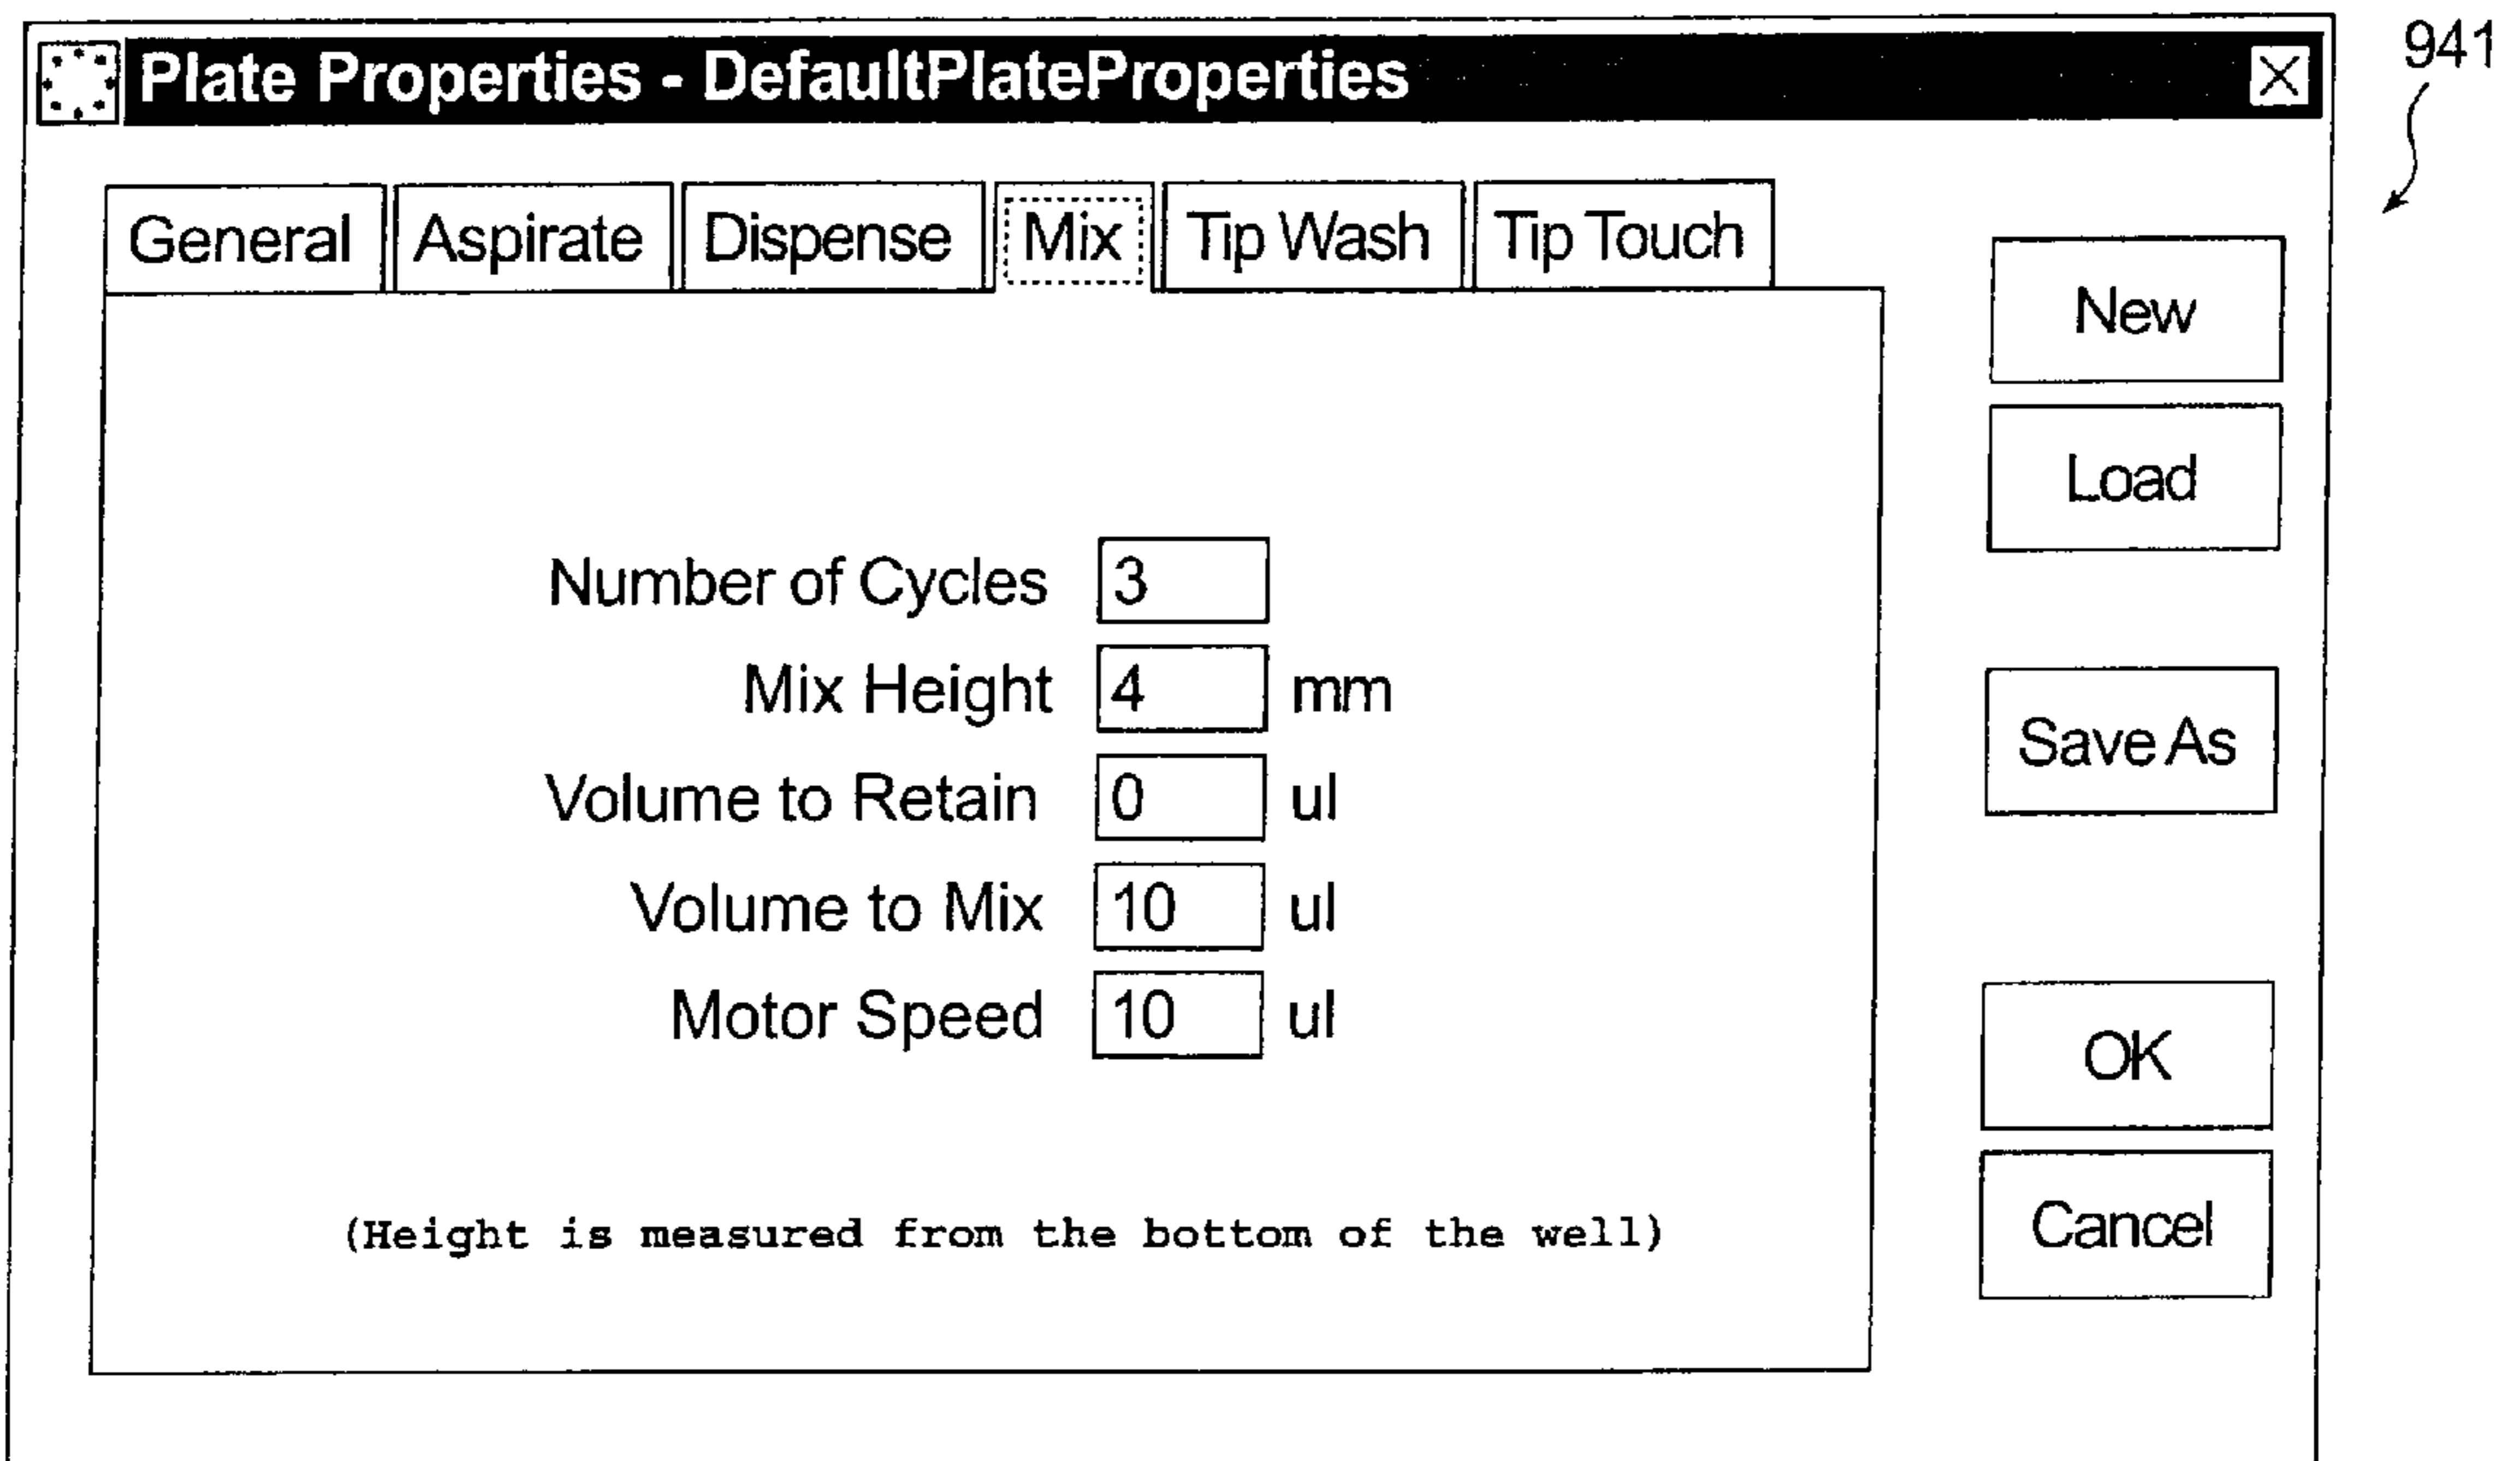 941
Plate Properties - DefaultPlateProperties X
General Aspirate Dispense Mix Tip Wash Tip Touch
New
Load
Number of Cycles 3
Mix Height 4 mm
Save As
Volume to Retain 0 ul
Volume to Mix 10 ul
Motor Speed 10 ul
OK
Cancel
(Height is measured from the bottom of the well)